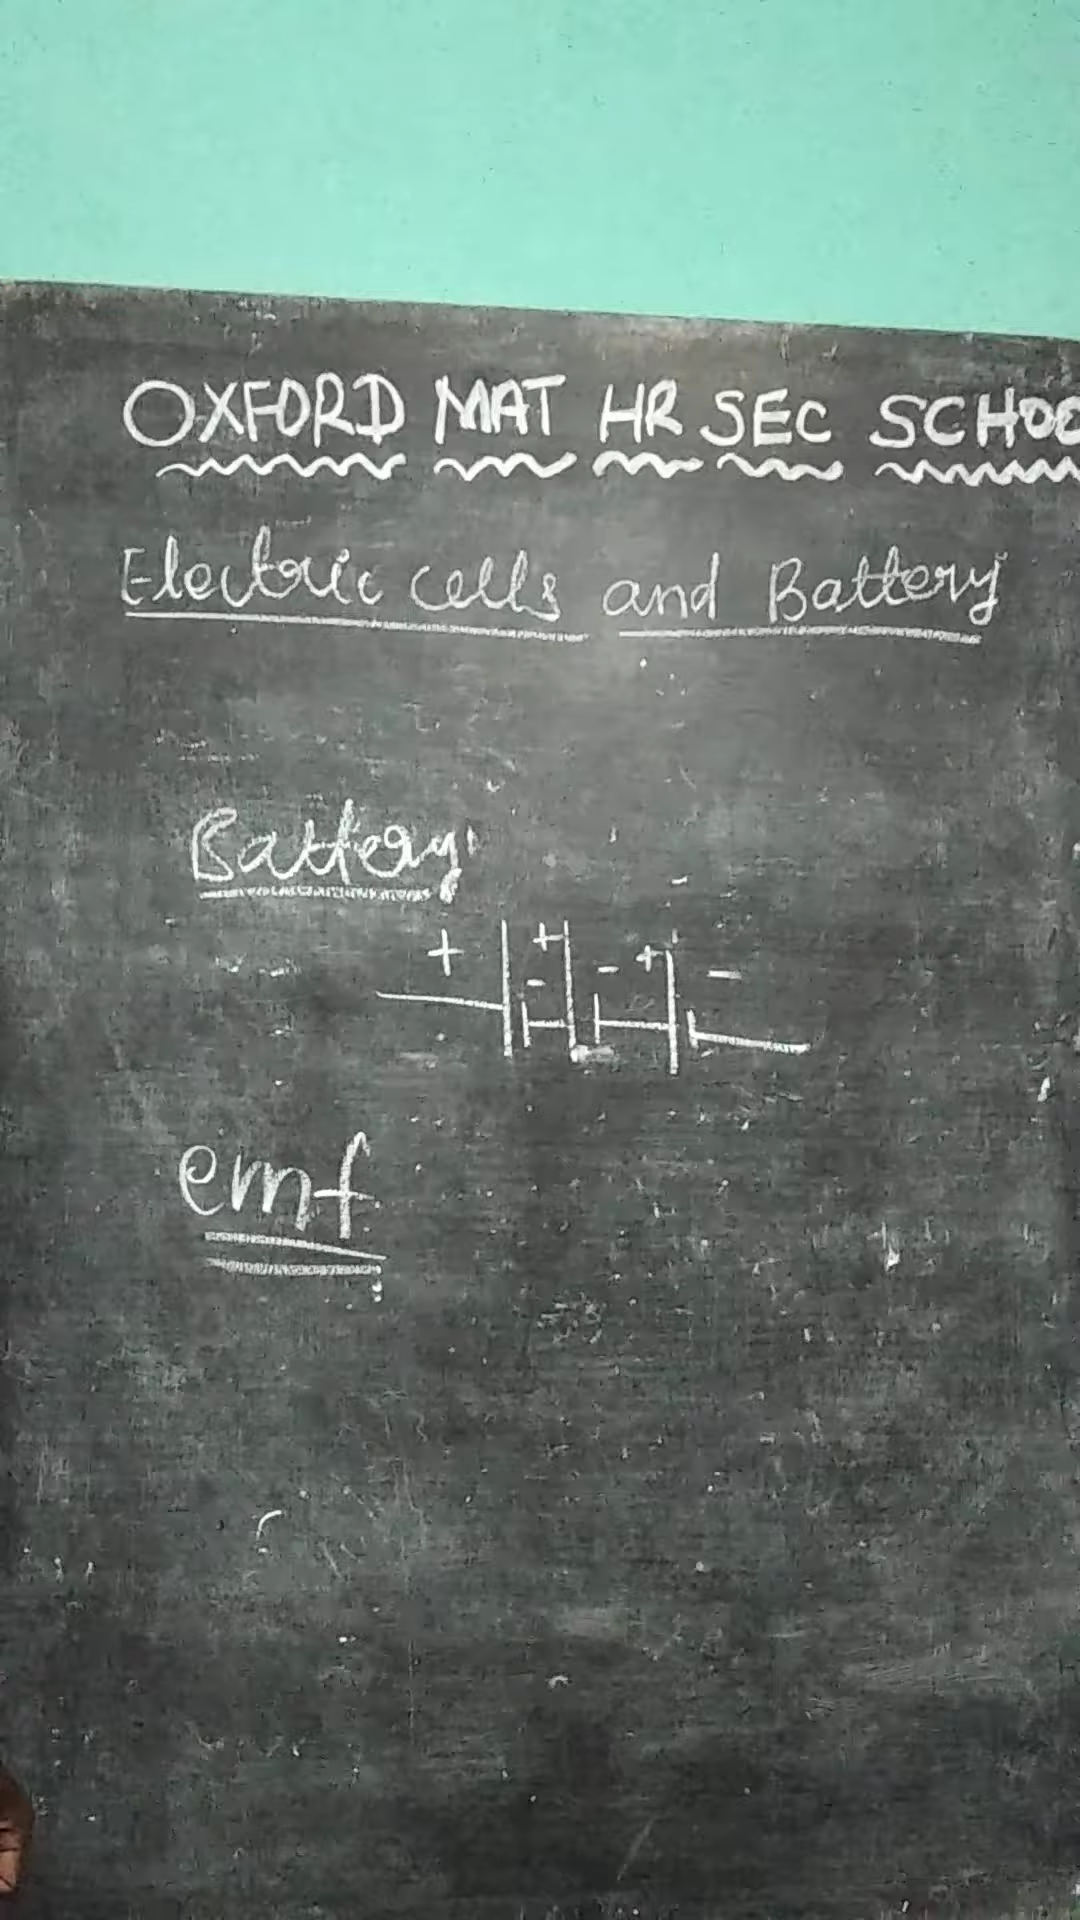 OXFORD MAT HR SEC SCHOO
Electric cells and Battery
Battery
+ + - - + -
emf